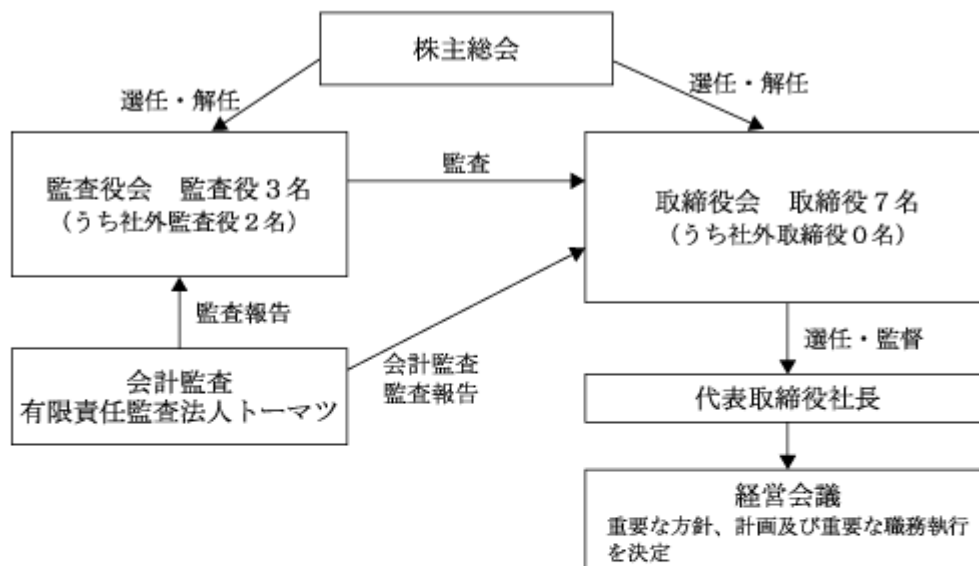 株主総会
選任・解任
選任・解任
監査役会　監査役３名
（うち社外監査役２名）
監査
取締役会　取締役７名
（うち社外取締役０名）
監査報告
会計監査
監査報告
選任・監督
会計監査
有限責任監査法人トーマツ
代表取締役社長
経営会議
重要な方針、計画及び重要な職務執行
を決定